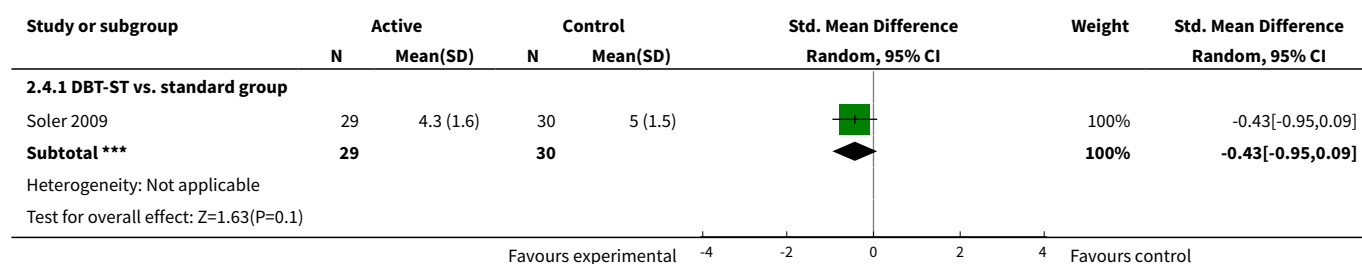 Study or subgroup Active Control Std. Mean Difference Weight Std. Mean Difference
N Mean(SD) N Mean(SD) Random, 95% CI Random, 95% CI
2.4.1 DBT-ST vs. standard group
Soler 2009 29 4.3 (1.6) 30 5 (1.5) 100% -0.43[-0.95,0.09]
Subtotal *** 29 30 100% -0.43[-0.95,0.09]
Heterogeneity: Not applicable
Test for overall effect: Z=1.63(P=0.1)
Favours experimental -4 -2 0 2 4 Favours control